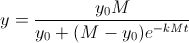 y = \frac{y_0 M}{y_0 + (M - y_0)e^{-kMt}}